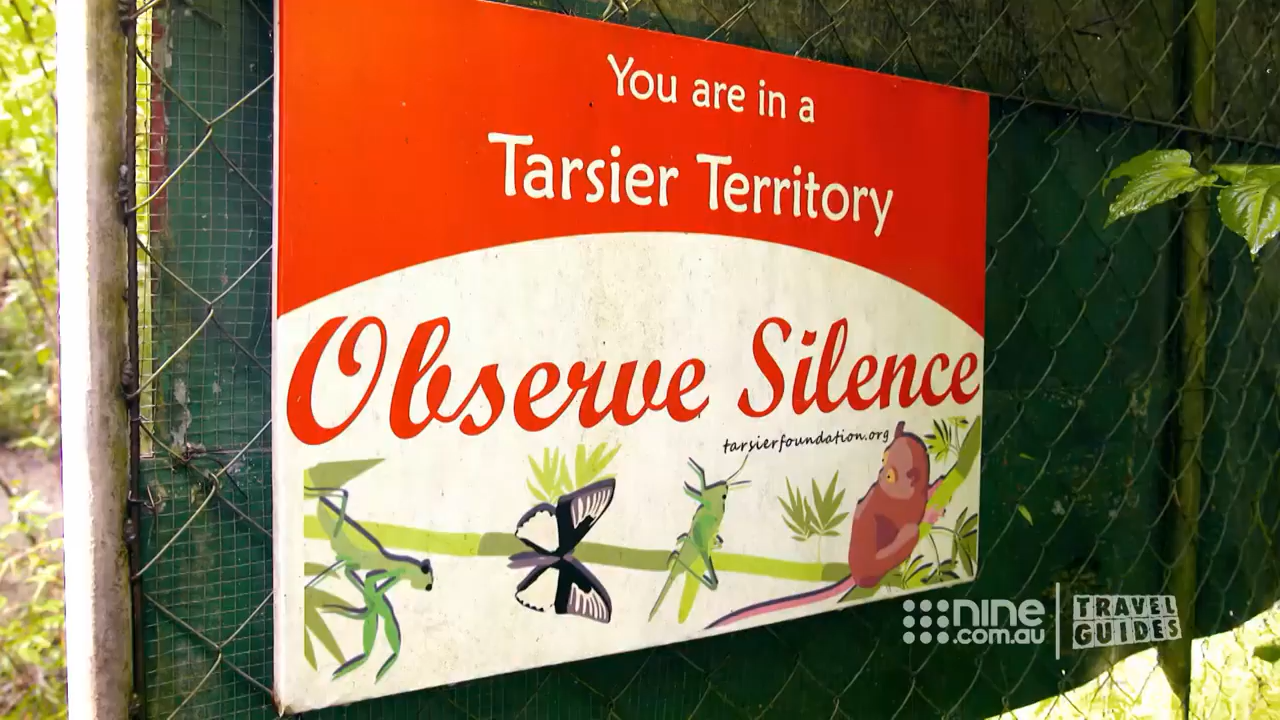 You are in a
Tarsier Territory
Observe Silence
tarsierfoundation.org
nine
.com.au
TRAVEL
GUIDES